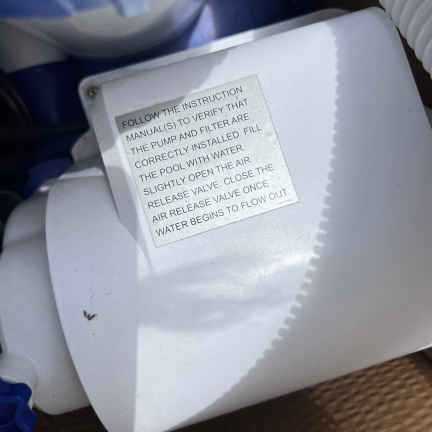 FOLLOW THE INSTRUCTION
MANUAL(S) TO VERIFY THAT
THE PUMP AND FILTER ARE
CORRECTLY INSTALLED. FILL
THE POOL WITH WATER.
SLIGHTLY OPEN THE AIR
RELEASE VALVE. CLOSE THE
AIR RELEASE VALVE ONCE
WATER BEGINS TO FLOW OUT.